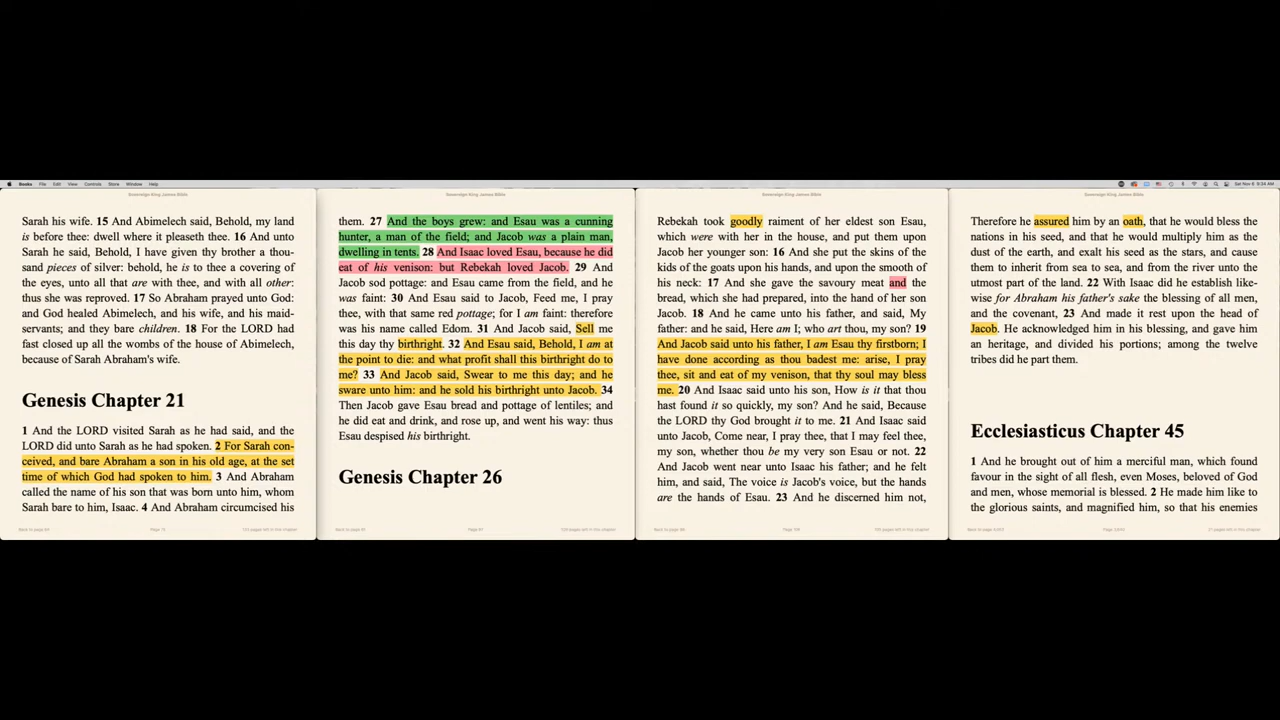 Books File Edit View Controls Store Window Help
Sat Nov 6 9:34 AM
Sovereign King James Bible
Sarah his wife. 15 And Abimelech said, Behold, my land
is before thee: dwell where it pleaseth thee. 16 And unto
Sarah he said, Behold, I have given thy brother a thou-
sand pieces of silver: behold, he is to thee a covering of
the eyes, unto all that are with thee, and with all other:
thus she was reproved. 17 So Abraham prayed unto God:
and God healed Abimelech, and his wife, and his maid-
servants; and they bare children. 18 For the LORD had
fast closed up all the wombs of the house of Abimelech,
because of Sarah Abraham's wife.
Genesis Chapter 21
1 And the LORD visited Sarah as he had said, and the
LORD did unto Sarah as he had spoken. 2 For Sarah con-
ceived, and bare Abraham a son in his old age, at the set
time of which God had spoken to him. 3 And Abraham
called the name of his son that was born unto him, whom
Sarah bare to him, Isaac. 4 And Abraham circumcised his
Sovereign King James Bible
them. 27 And the boys grew: and Esau was a cunning
hunter, a man of the field; and Jacob was a plain man,
dwelling in tents. 28 And Isaac loved Esau, because he did
eat of his venison: but Rebekah loved Jacob. 29 And
Jacob sod pottage: and Esau came from the field, and he
was faint: 30 And Esau said to Jacob, Feed me, I pray
thee, with that same red pottage; for I am faint: therefore
was his name called Edom. 31 And Jacob said, Sell me
this day thy birthright. 32 And Esau said, Behold, I am at
the point to die: and what profit shall this birthright do to
me? 33 And Jacob said, Swear to me this day; and he
sware unto him: and he sold his birthright unto Jacob. 34
Then Jacob gave Esau bread and pottage of lentiles; and
he did eat and drink, and rose up, and went his way: thus
Esau despised his birthright.
Genesis Chapter 26
Sovereign King James Bible
Rebekah took goodly raiment of her eldest son Esau,
which were with her in the house, and put them upon
Jacob her younger son: 16 And she put the skins of the
kids of the goats upon his hands, and upon the smooth of
his neck: 17 And she gave the savoury meat and the
bread, which she had prepared, into the hand of her son
Jacob. 18 And he came unto his father, and said, My
father: and he said, Here am I; who art thou, my son? 19
And Jacob said unto his father, I am Esau thy firstborn; I
have done according as thou badest me: arise, I pray
thee, sit and eat of my venison, that thy soul may bless
me. 20 And Isaac said unto his son, How is it that thou
hast found it so quickly, my son? And he said, Because
the LORD thy God brought it to me. 21 And Isaac said
unto Jacob, Come near, I pray thee, that I may feel thee,
my son, whether thou be my very son Esau or not. 22
And Jacob went near unto Isaac his father; and he felt
him, and said, The voice is Jacob's voice, but the hands
are the hands of Esau. 23 And he discerned him not,
Sovereign King James Bible
Therefore he assured him by an oath, that he would bless the
nations in his seed, and that he would multiply him as the
dust of the earth, and exalt his seed as the stars, and cause
them to inherit from sea to sea, and from the river unto the
utmost part of the land. 22 With Isaac did he establish like-
wise for Abraham his father's sake the blessing of all men,
and the covenant, 23 And made it rest upon the head of
Jacob. He acknowledged him in his blessing, and gave him
an heritage, and divided his portions; among the twelve
tribes did he part them.
Ecclesiasticus Chapter 45
1 And he brought out of him a merciful man, which found
favour in the sight of all flesh, even Moses, beloved of God
and men, whose memorial is blessed. 2 He made him like to
the glorious saints, and magnified him, so that his enemies